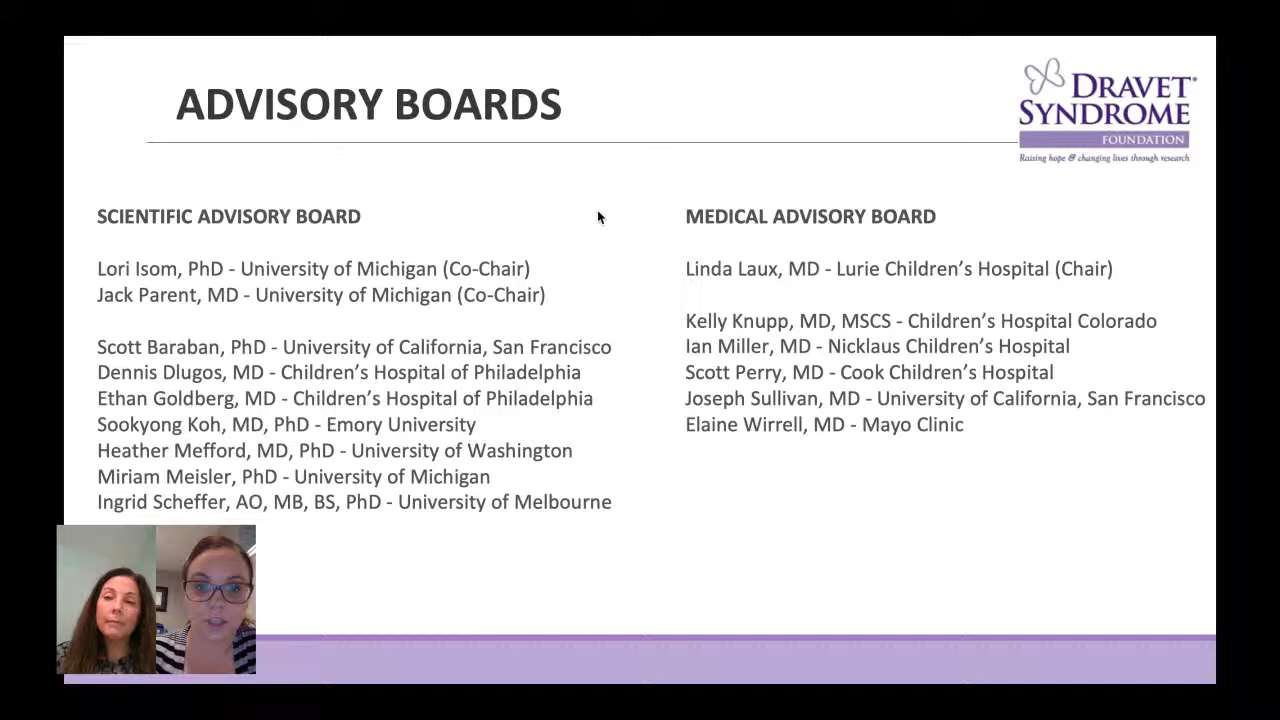 ADVISORY BOARDS
DRAVET
SYNDROME
FOUNDATION
Raising hope & changing lives through research
SCIENTIFIC ADVISORY BOARD
Lori Isom, PhD - University of Michigan (Co-Chair)
Jack Parent, MD - University of Michigan (Co-Chair)
Scott Baraban, PhD - University of California, San Francisco
Dennis Dlugos, MD - Children’s Hospital of Philadelphia
Ethan Goldberg, MD - Children’s Hospital of Philadelphia
Sookyong Koh, MD, PhD - Emory University
Heather Mefford, MD, PhD - University of Washington
Miriam Meisler, PhD - University of Michigan
Ingrid Scheffer, AO, MB, BS, PhD - University of Melbourne
MEDICAL ADVISORY BOARD
Linda Laux, MD - Lurie Children’s Hospital (Chair)
Kelly Knupp, MD, MSCS - Children’s Hospital Colorado
Ian Miller, MD - Nicklaus Children’s Hospital
Scott Perry, MD - Cook Children’s Hospital
Joseph Sullivan, MD - University of California, San Francisco
Elaine Wirrell, MD - Mayo Clinic